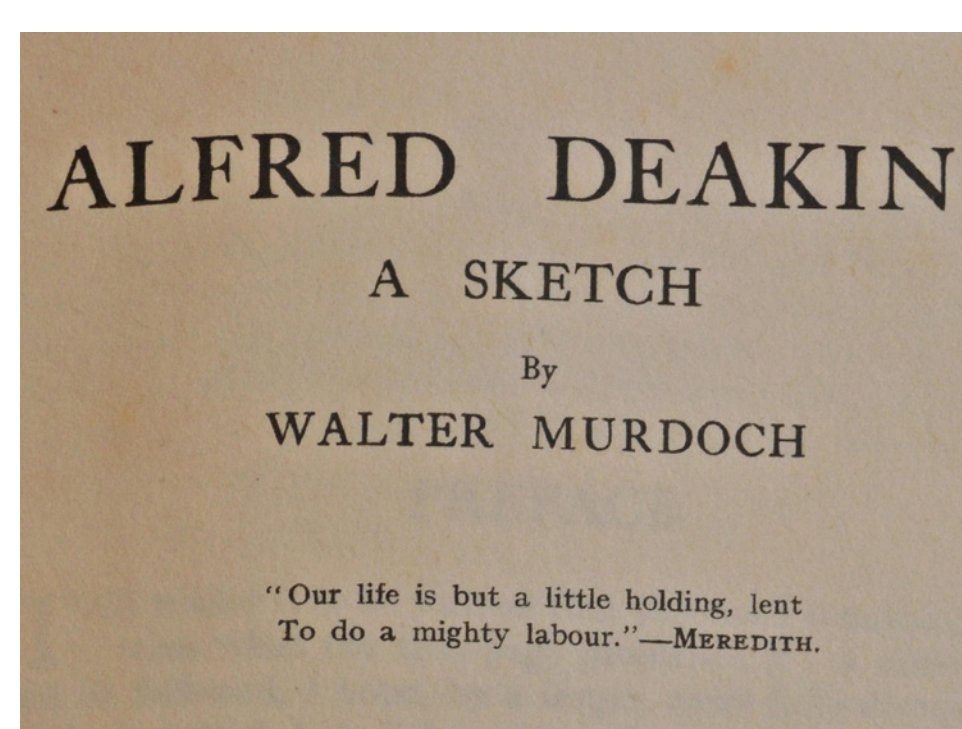 ALFRED DEAKIN
A SKETCH
By
WALTER MURDOCH
"Our life is but a little holding, lent
To do a mighty labour."—MEREDITH.